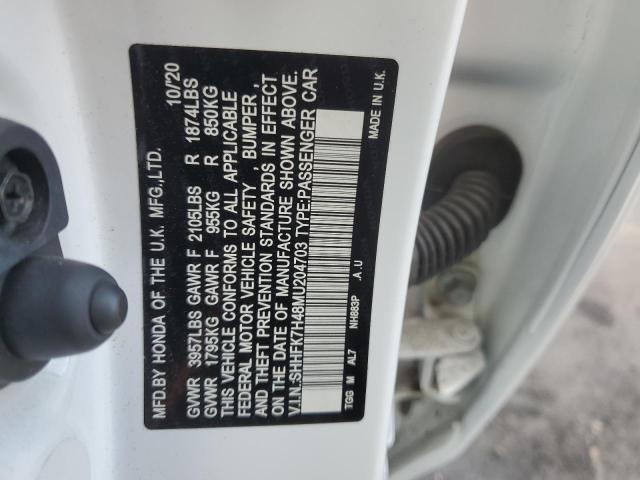 MFD.BY HONDA OF THE U.K. MFG.,LTD. 10/'20
GVWR 3957LBS GAWR F 2105LBS R 1874LBS
GVWR 1795KG GAWR F 955KG R 850KG
THIS VEHICLE CONFORMS TO ALL APPLICABLE
FEDERAL MOTOR VEHICLE SAFETY , BUMPER ,
AND THEFT PREVENTION STANDARDS IN EFFECT
ON THE DATE OF MANUFACTURE SHOWN ABOVE.
V.I.N.:SHHFK7H48MU204703 TYPE:PASSENGER CAR
TGG M AL7 NH883P .A.U MADE IN U.K.